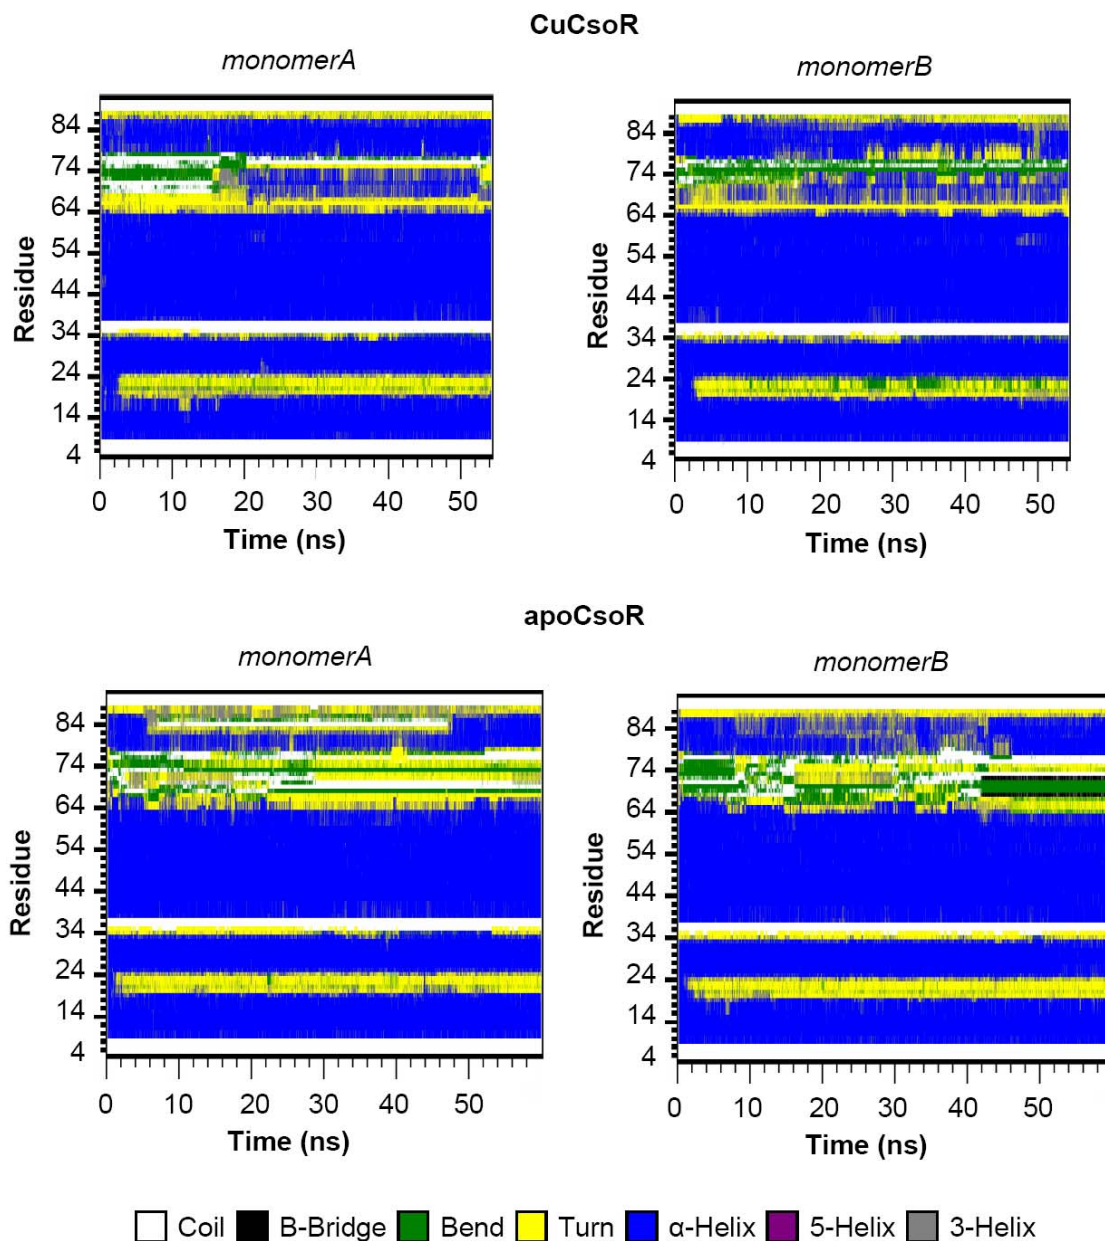 CuCsoR
monomerA
monomerB
Residue
84
74
64
54
44
34
24
14
4
0 10 20 30 40 50
Time (ns)
Residue
84
74
64
54
44
34
24
14
4
0 10 20 30 40 50
Time (ns)
apoCsoR
monomerA
monomerB
Residue
84
74
64
54
44
34
24
14
4
0 10 20 30 40 50
Time (ns)
Residue
84
74
64
54
44
34
24
14
4
0 10 20 30 40 50
Time (ns)
Coil B-Bridge Bend Turn α-Helix 5-Helix 3-Helix